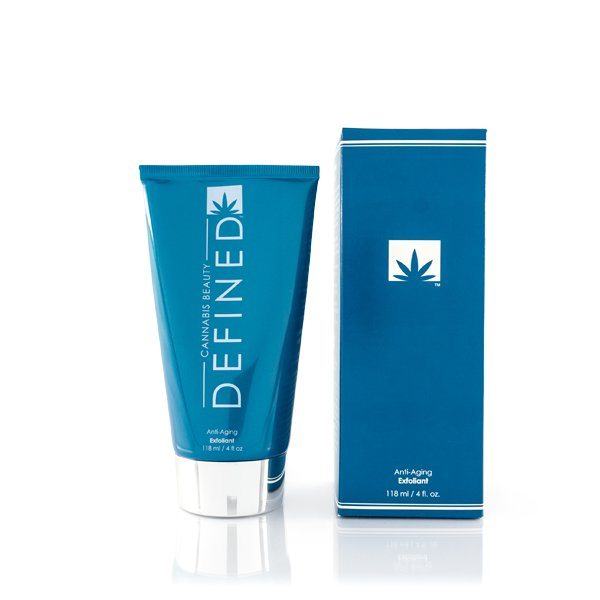 CANNABIS BEAUTY
DEFINED
Anti-Aging
Exfoliant
118 ml / 4 fl oz
TM
Anti-Aging
Exfoliant
118 ml / 4 fl. oz.